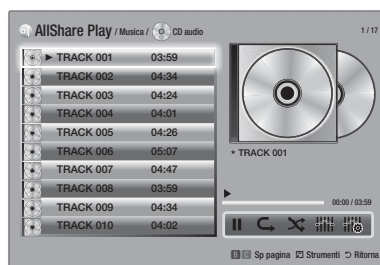 AllShare Play / Musica / CD audio 1 / 17
► TRACK 001 03:59
TRACK 002 04:34
TRACK 003 04:24
TRACK 004 04:01
TRACK 005 04:26
TRACK 006 05:07
TRACK 007 04:47
TRACK 008 03:59
TRACK 009 04:34
TRACK 010 04:02
* TRACK 001
00:00 / 03:59
B C Sp pagina Strumenti Ritorna